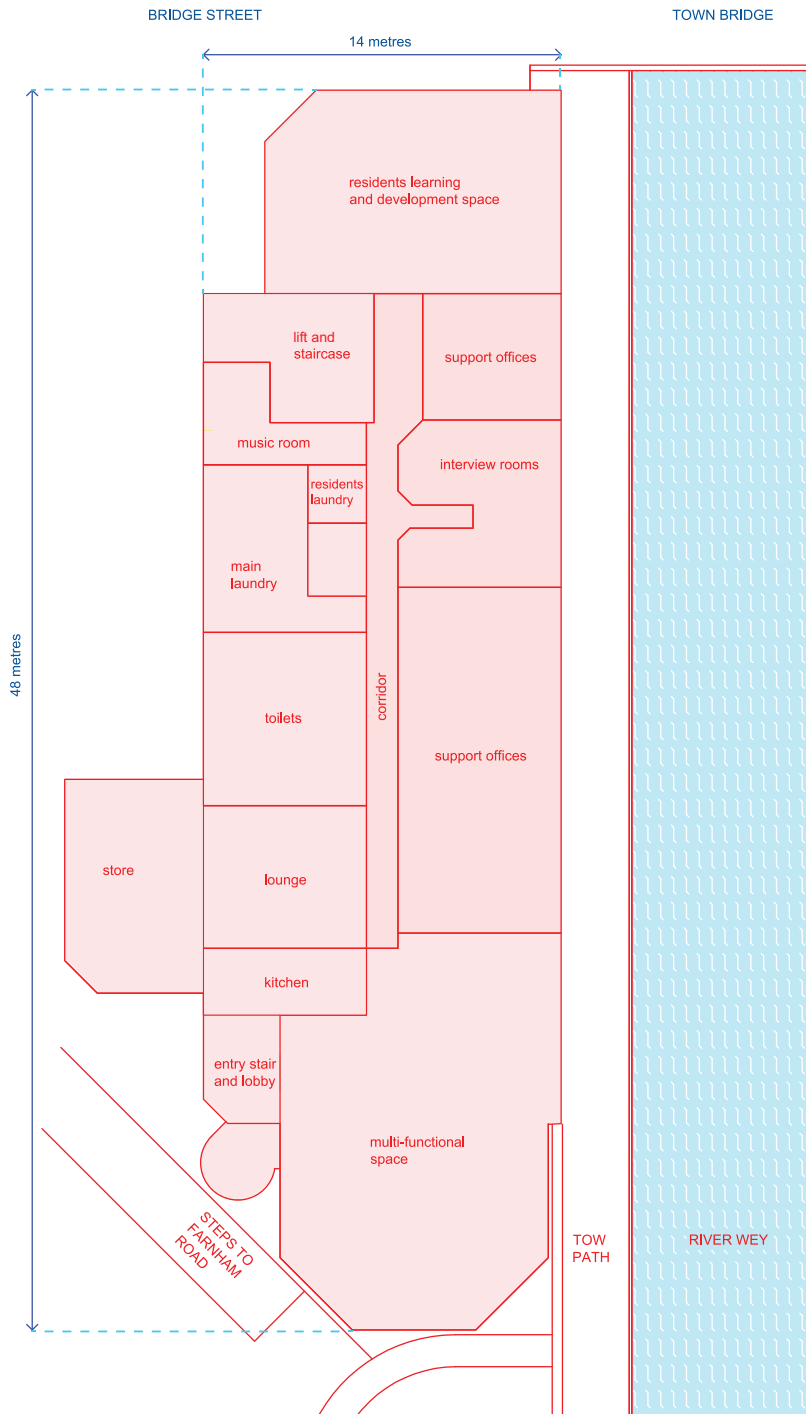 BRIDGE STREET
TOWN BRIDGE
14 metres
residents learning
and development space
lift and
staircase
support offices
music room
interview rooms
residents
laundry
main
laundry
48 metres
corridor
toilets
support offices
store
lounge
kitchen
entry stair
and lobby
multi-functional
space
STEPS TO
FARNHAM
ROAD
TOW
PATH
RIVER WEY